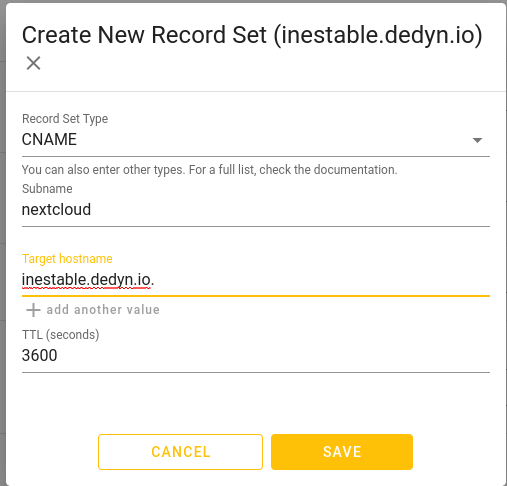 Create New Record Set (inestable.dedyn.io)
Record Set Type
CNAME
You can also enter other types. For a full list, check the documentation.
Subname
nextcloud
Target hostname
inestable.dedyn.io.
add another value
TTL (seconds)
3600
CANCEL SAVE